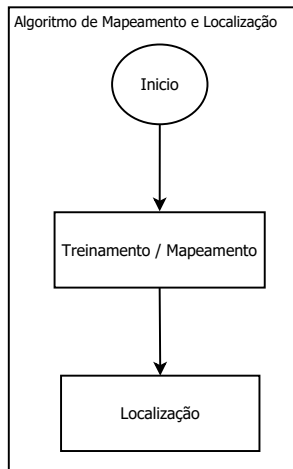 Algoritmo de Mapeamento e Localização
Inicio
Treinamento / Mapeamento
Localização